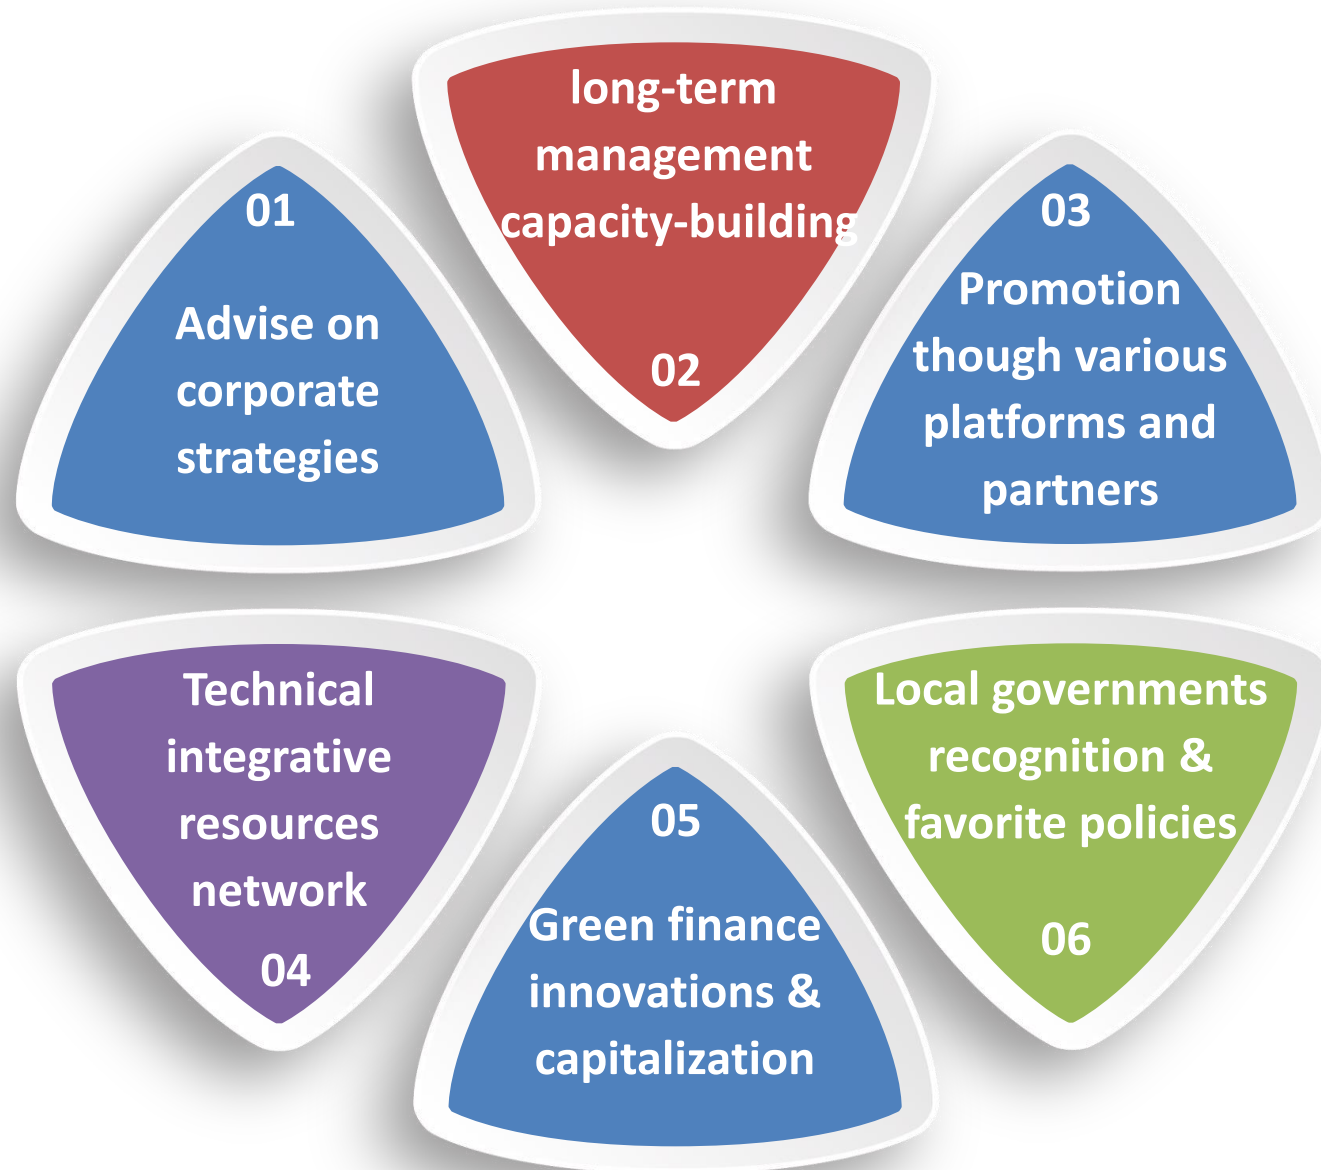 01
Advise on
corporate
strategies
long-term
management
capacity-building
02
03
Promotion
though various
platforms and
partners
Technical
integrative
resources
network
04
05
Green finance
innovations &
capitalization
Local governments
recognition &
favorite policies
06